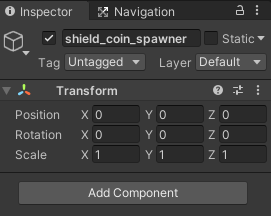 Inspector Navigation
shield_coin_spawner Static
Tag Untagged Layer Default
Transform
Position X 0 Y 0 Z 0
Rotation X 0 Y 0 Z 0
Scale X 1 Y 1 Z 1
Add Component